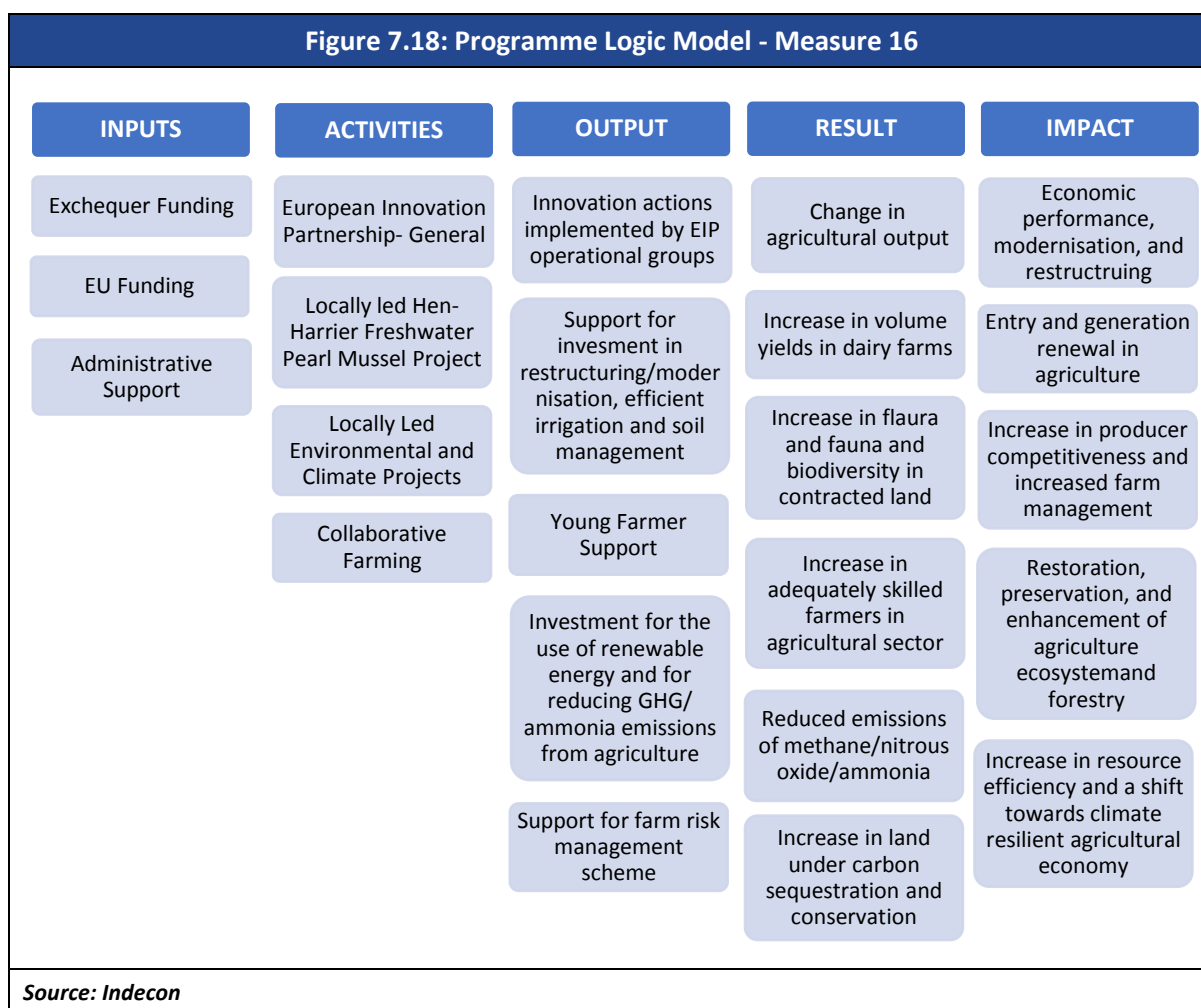 Figure 7.18: Programme Logic Model - Measure 16
INPUTS
Exchequer Funding
EU Funding
Administrative
Support
ACTIVITIES
European Innovation
Partnership- General
Locally led Hen-
Harrier Freshwater
Pearl Mussel Project
Locally Led
Environmental and
Climate Projects
Collaborative
Farming
OUTPUT
Innovation actions
implemented by EIP
operational groups
Support for
invesment in
restructuring/moder
nisation, efficient
irrigation and soil
management
Young Farmer
Support
Investment for the
use of renewable
energy and for
reducing GHG/
ammonia emissions
from agriculture
Support for farm risk
management
scheme
RESULT
Change in
agricultural output
Increase in volume
yields in dairy farms
Increase in flaura
and fauna and
biodiversity in
contracted land
Increase in
adequately skilled
farmers in
agricultural sector
Reduced emissions
of methane/nitrous
oxide/ammonia
Increase in land
under carbon
sequestration and
conservation
IMPACT
Economic
performance,
modernisation, and
restructruing
Entry and generation
renewal in
agriculture
Increase in producer
competitiveness and
increased farm
management
Restoration,
preservation, and
enhancement of
agriculture
ecosystemand
forestry
Increase in resource
efficiency and a shift
towards climate
resilient agricultural
economy
Source: Indecon